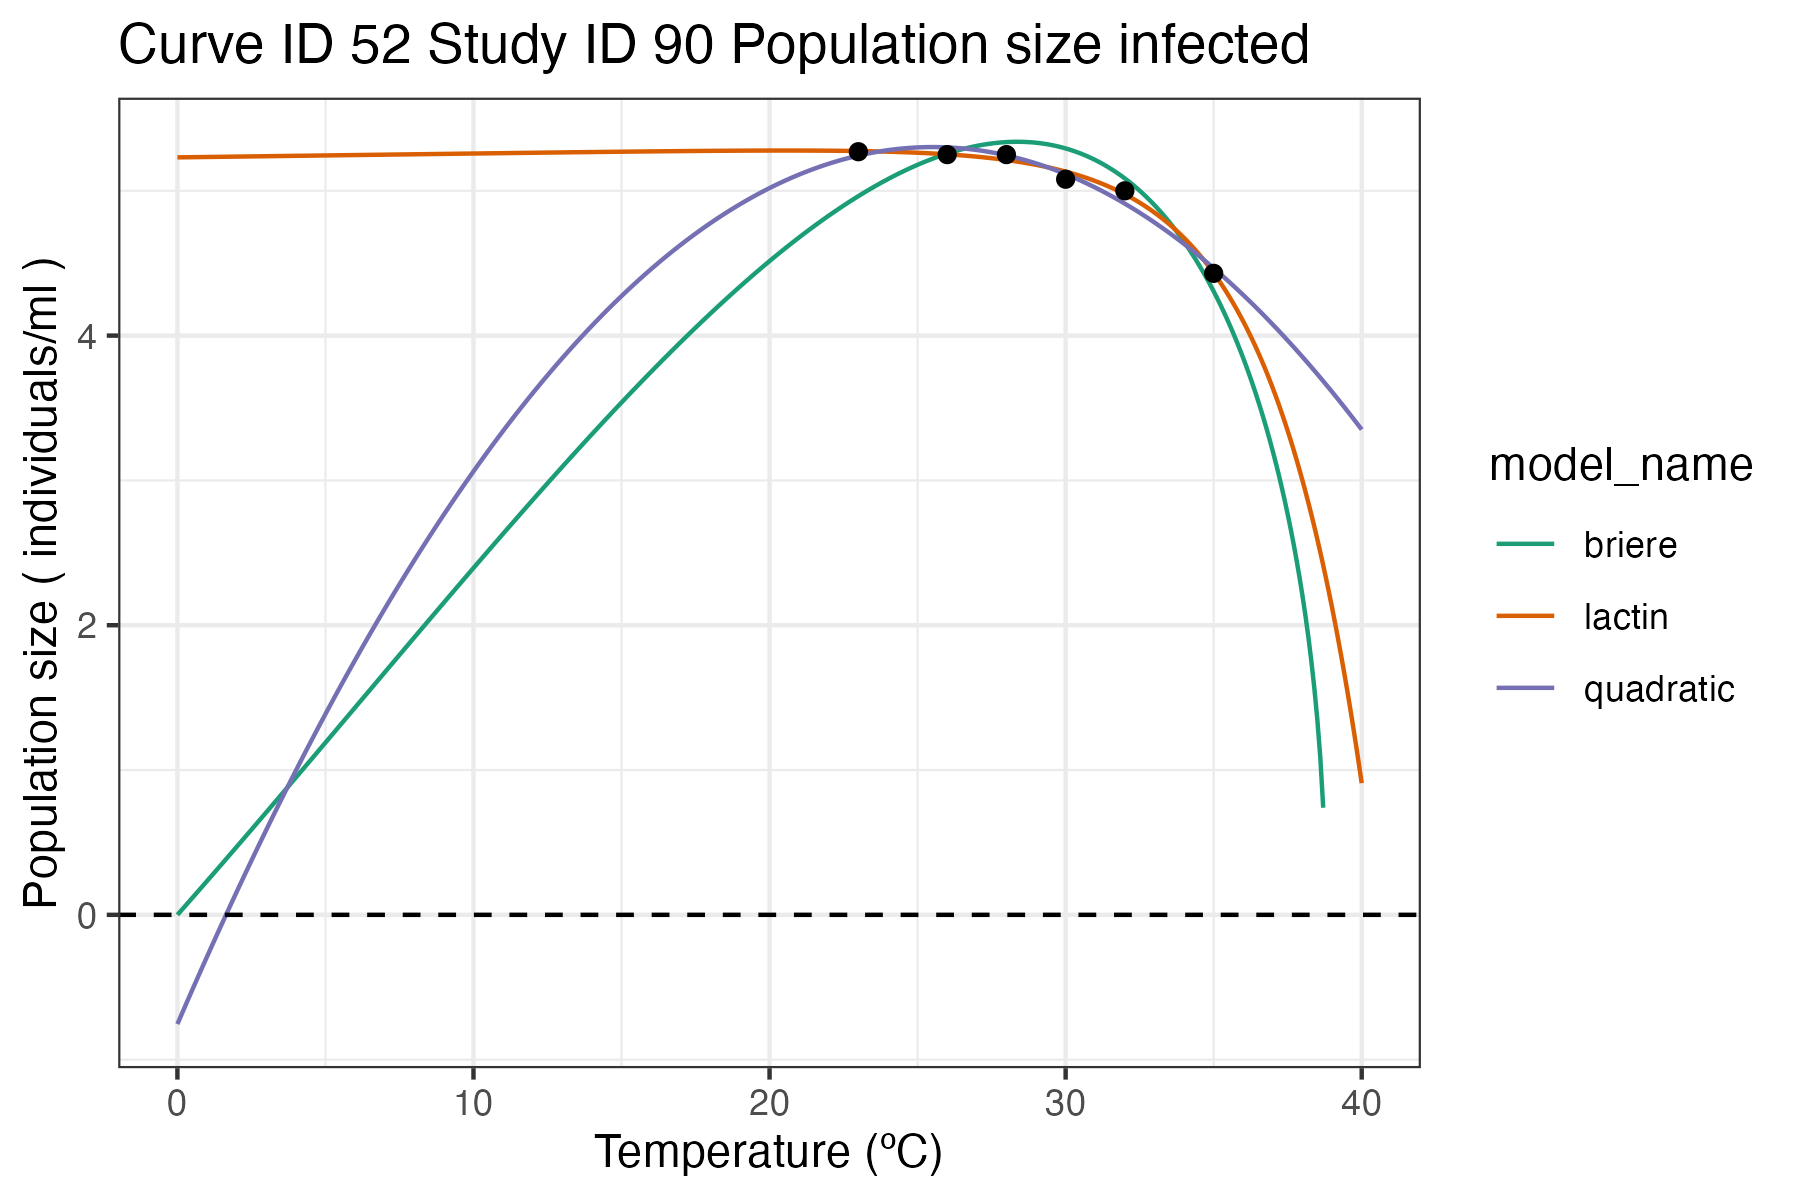 Curve ID 52 Study ID 90 Population size infected
Population size ( individuals/ml )
4
2
0
0 10 20 30 40
Temperature (ºC)
model_name
briere
lactin
quadratic